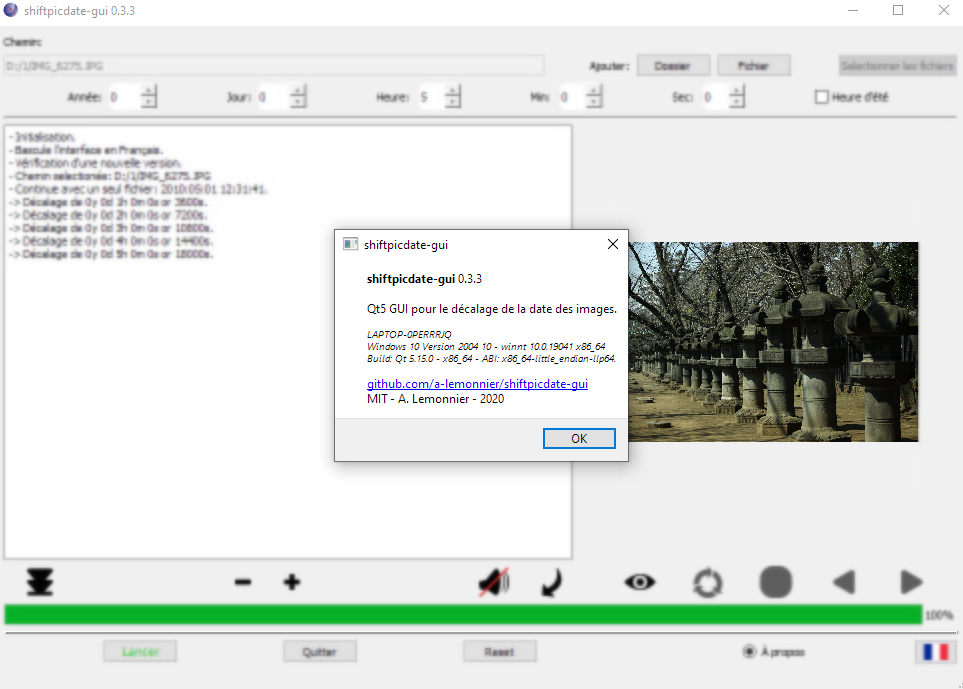 shiftpicdate-gui 0.3.3
Chemin:
D:/1/IMG_6275.JPG
Ajouter: Dossier Fichier Selectionner les fichiers
Année: 0 Jour: 0 Heure: 5 Min: 0 Sec: 0 Heure d'été
- Initialisation.
- Bascule l'interface en Français.
- Vérification d'une nouvelle version.
- Chemin selectionée: D:/1/IMG_6275.JPG
- Continue avec un seul fichier: 2010:05:01 12:31:41.
-> Décalage de 0y 0d 1h 0m 0s or 3600s.
-> Décalage de 0y 0d 2h 0m 0s or 7200s.
-> Décalage de 0y 0d 3h 0m 0s or 10800s.
-> Décalage de 0y 0d 4h 0m 0s or 14400s.
-> Décalage de 0y 0d 5h 0m 0s or 18000s.
shiftpicdate-gui
shiftpicdate-gui 0.3.3
Qt5 GUI pour le décalage de la date des images.
LAPTOP-0PERRRJQ
Windows 10 Version 2004 10 - winnt 10.0.19041 x86_64
Build: Qt 5.15.0 - x86_64 - ABI: x86_64-little_endian-llp64.
github.com/a-lemonnier/shiftpicdate-gui
MIT - A. Lemonnier - 2020
OK
100%
Lancer Quitter Reset À propos